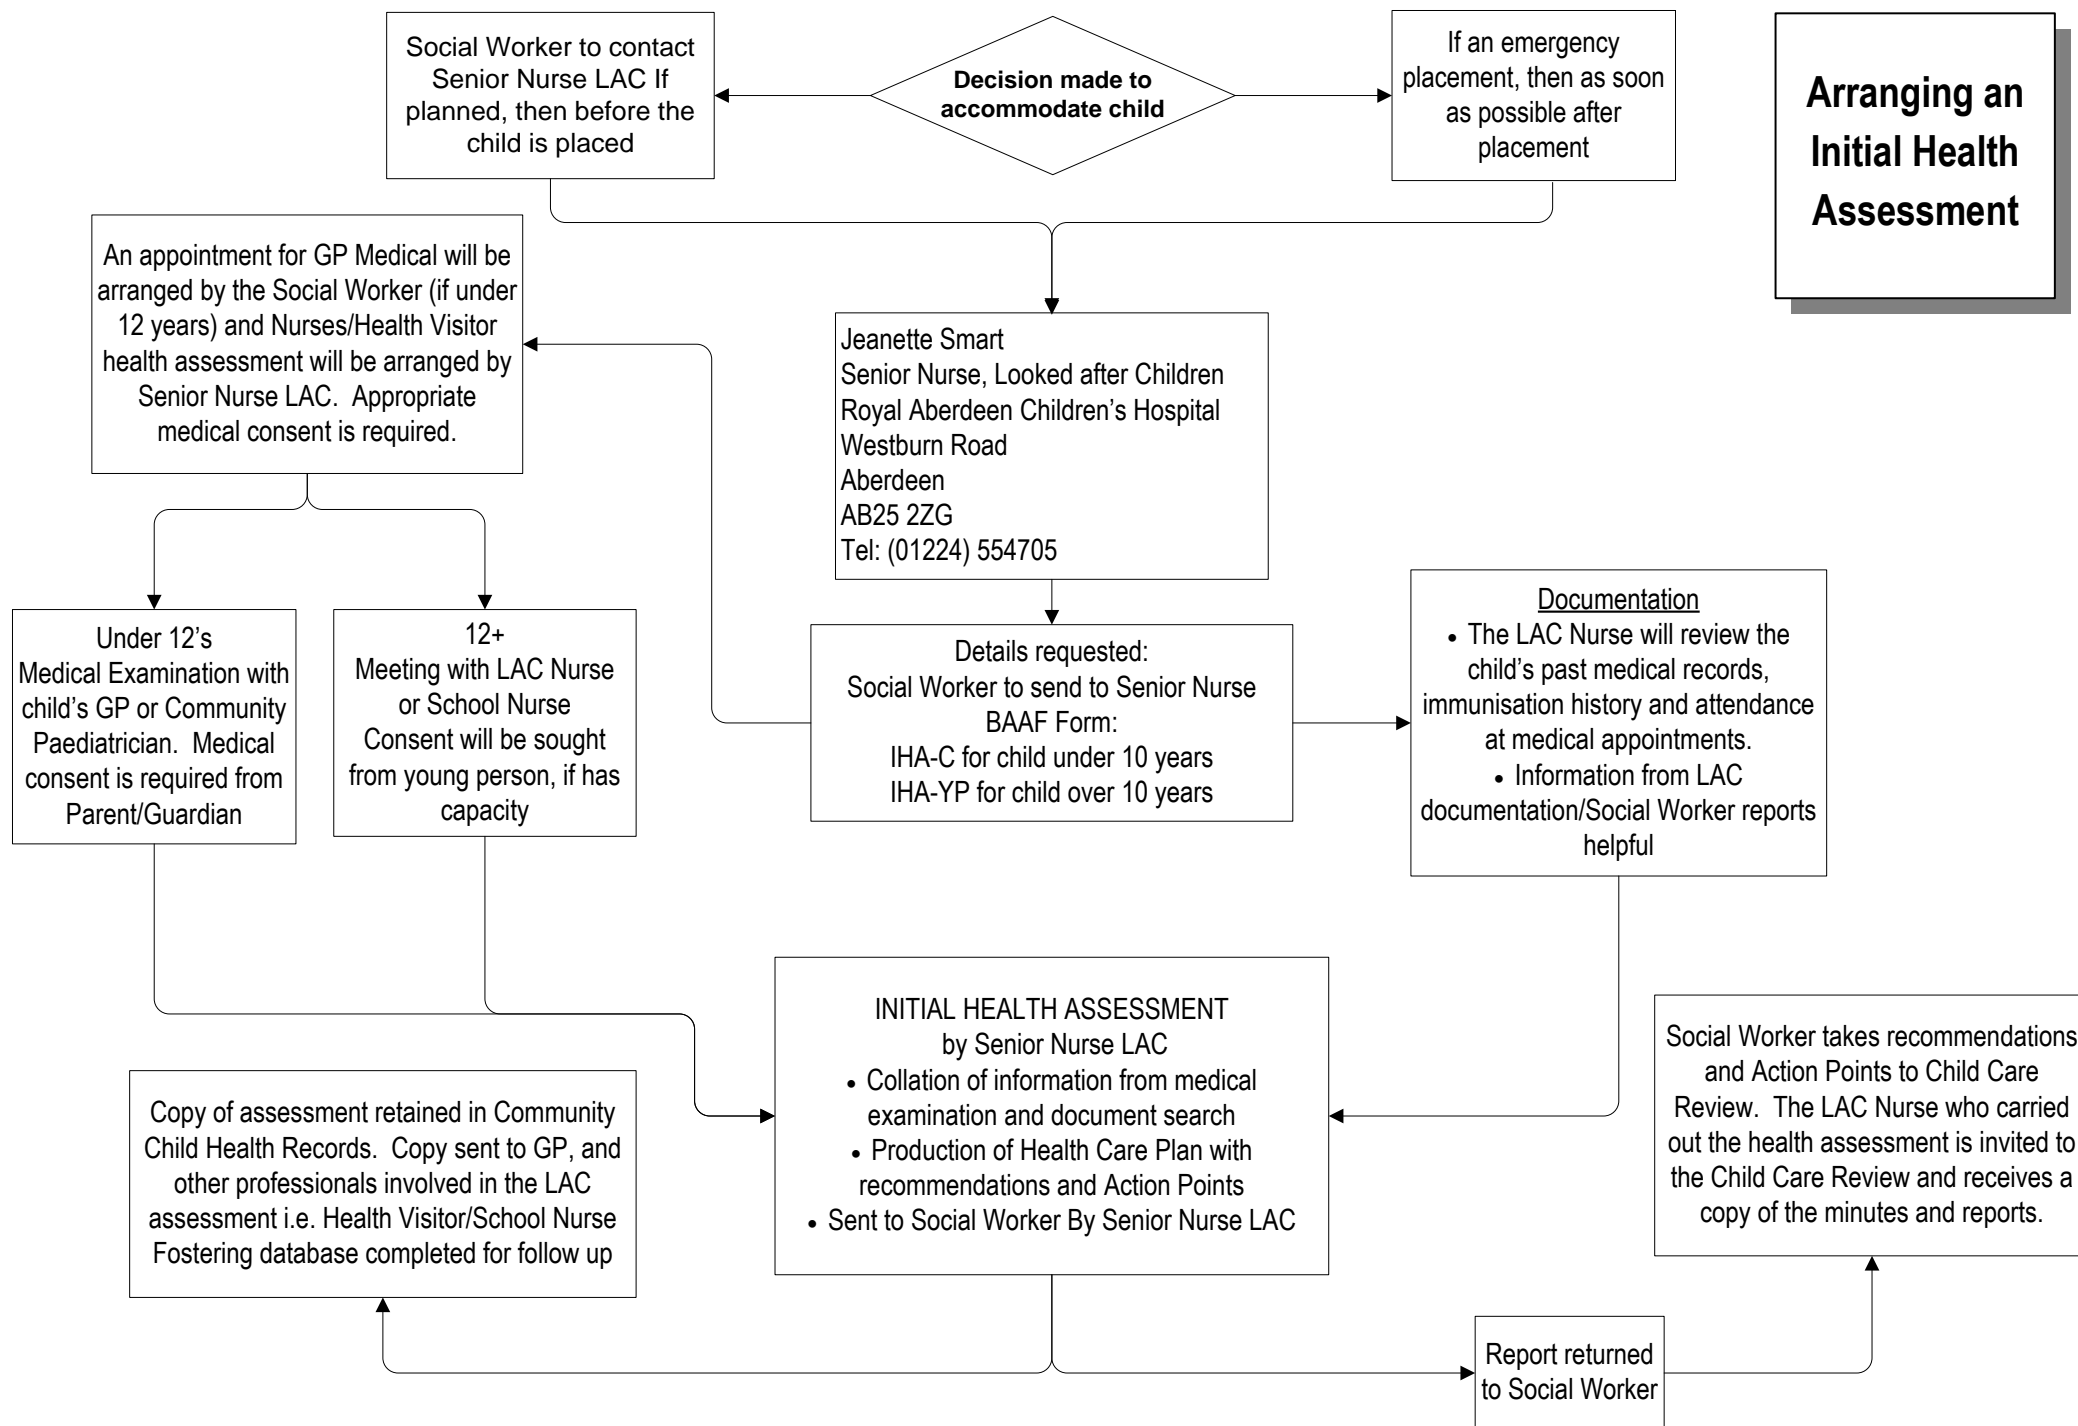 Social Worker to contact
Senior Nurse LAC If
planned, then before the
child is placed
Decision made to
accommodate child
If an emergency
placement, then as soon
as possible after
placement
Arranging an
Initial Health
Assessment
An appointment for GP Medical will be
arranged by the Social Worker (if under
12 years) and Nurses/Health Visitor
health assessment will be arranged by
Senior Nurse LAC.  Appropriate
medical consent is required.
Jeanette Smart
Senior Nurse, Looked after Children
Royal Aberdeen Children's Hospital
Westburn Road
Aberdeen
AB25 2ZG
Tel: (01224) 554705
Under 12's
Medical Examination with
child's GP or Community
Paediatrician.  Medical
consent is required from
Parent/Guardian
12+
Meeting with LAC Nurse
or School Nurse
Consent will be sought
from young person, if has
capacity
Details requested:
Social Worker to send to Senior Nurse
BAAF Form:
IHA-C for child under 10 years
IHA-YP for child over 10 years
Documentation
• The LAC Nurse will review the
child's past medical records,
immunisation history and attendance
at medical appointments.
• Information from LAC
documentation/Social Worker reports
helpful
INITIAL HEALTH ASSESSMENT
by Senior Nurse LAC
• Collation of information from medical
examination and document search
• Production of Health Care Plan with
recommendations and Action Points
• Sent to Social Worker By Senior Nurse LAC
Copy of assessment retained in Community
Child Health Records.  Copy sent to GP, and
other professionals involved in the LAC
assessment i.e. Health Visitor/School Nurse
Fostering database completed for follow up
Social Worker takes recommendations
and Action Points to Child Care
Review.  The LAC Nurse who carried
out the health assessment is invited to
the Child Care Review and receives a
copy of the minutes and reports.
Report returned
to Social Worker